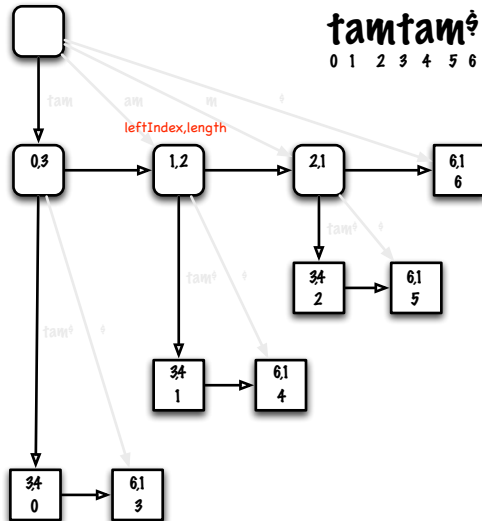 tamtam$
0 1 2 3 4 5 6
tam am m $
leftIndex,length
0,3 1,2 2,1 6,1
6
tam$ $
3,4 6,1
2 5
tam$ $
3,4 6,1
1 4
tam$ $
3,4 6,1
0 3